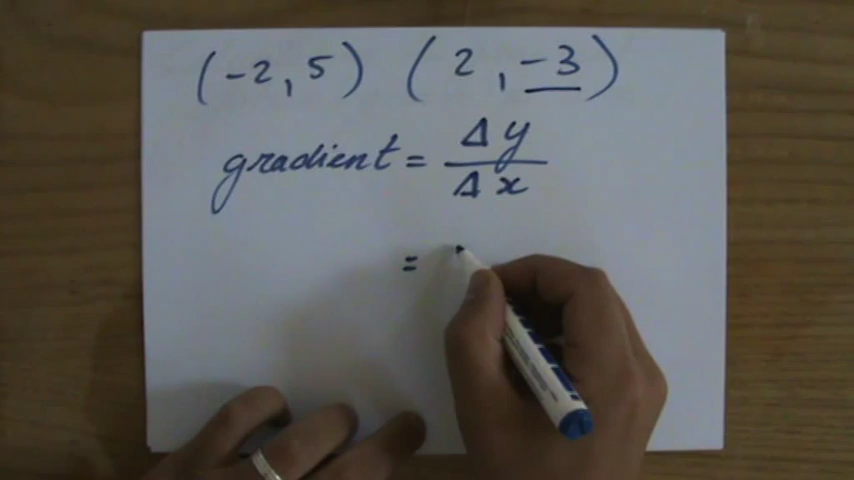 (-2, 5) (2, -3)
gradient = Δy/Δx
=